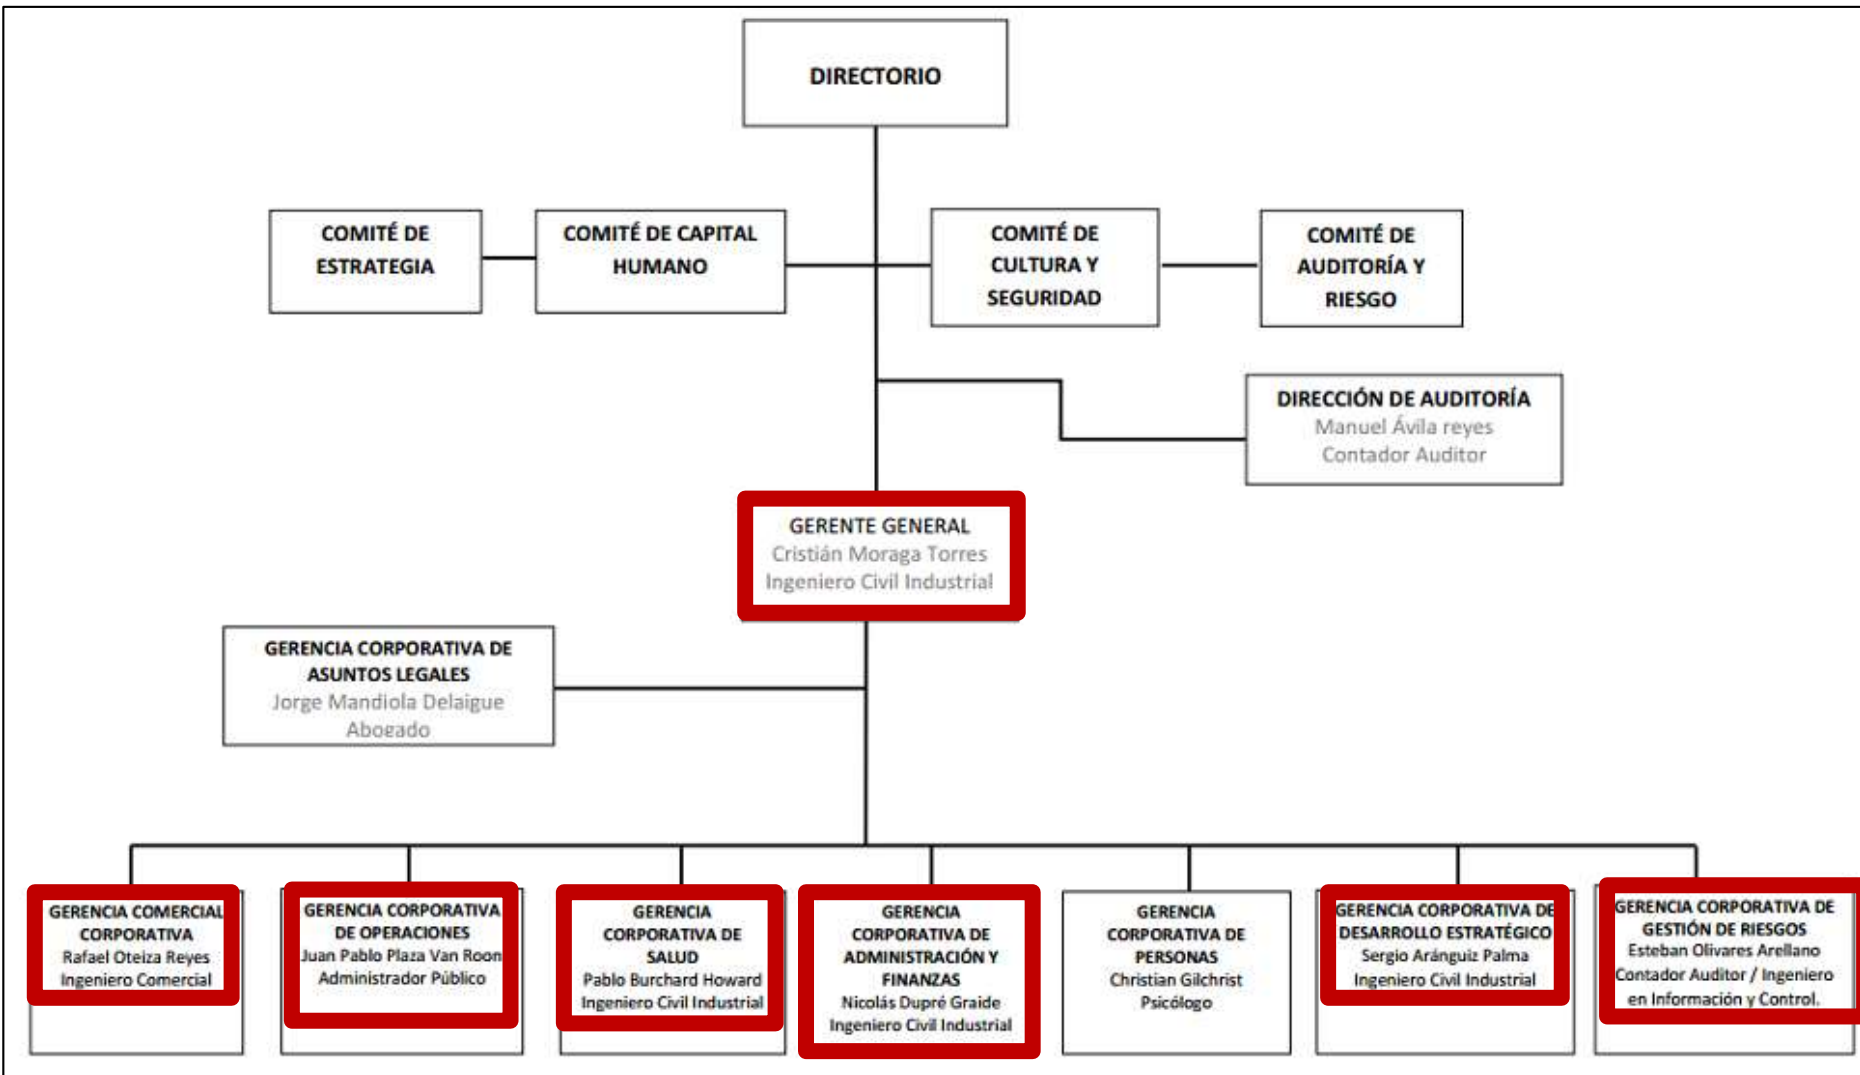 DIRECTORIO
COMITÉ DE
ESTRATEGIA
COMITÉ DE CAPITAL
HUMANO
COMITÉ DE
CULTURA Y
SEGURIDAD
COMITÉ DE
AUDITORÍA Y
RIESGO
DIRECCIÓN DE AUDITORÍA
Manuel Ávila reyes
Contador Auditor
GERENTE GENERAL
Cristián Moraga Torres
Ingeniero Civil Industrial
GERENCIA CORPORATIVA DE
ASUNTOS LEGALES
Jorge Mandiola Delaigue
Abogado
GERENCIA COMERCIAL
CORPORATIVA
Rafael Oteiza Reyes
Ingeniero Comercial
GERENCIA CORPORATIVA
DE OPERACIONES
Juan Pablo Plaza Van Roon
Administrador Público
GERENCIA
CORPORATIVA DE
SALUD
Pablo Burchard Howard
Ingeniero Civil Industrial
GERENCIA
CORPORATIVA DE
ADMINISTRACIÓN Y
FINANZAS
Nicolás Dupré Graide
Ingeniero Civil Industrial
GERENCIA
CORPORATIVA DE
PERSONAS
Christian Gilchrist
Psicólogo
GERENCIA CORPORATIVA DE
DESARROLLO ESTRATÉGICO
Sergio Aránguiz Palma
Ingeniero Civil Industrial
GERENCIA CORPORATIVA DE
GESTIÓN DE RIESGOS
Esteban Olivares Arellano
Contador Auditor / Ingeniero
en Información y Control.